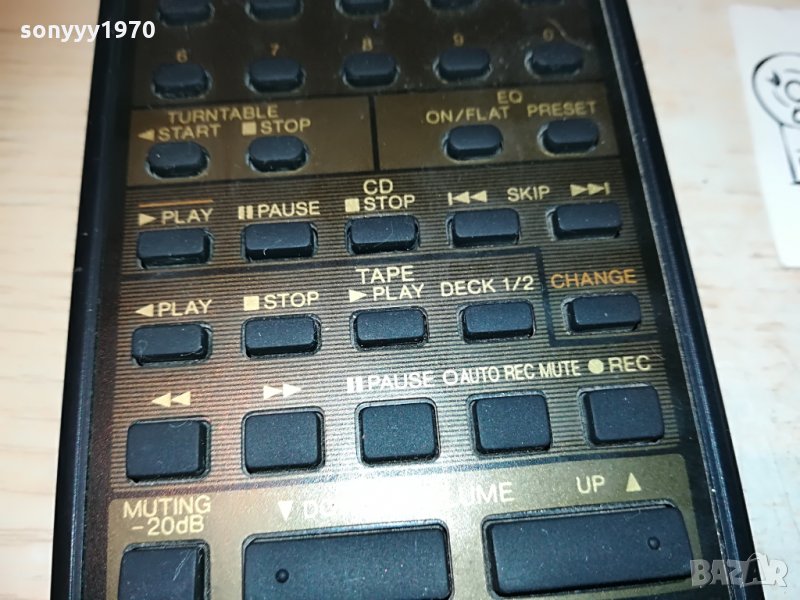 sonyyy1970
6 7 8 9 0
TURNTABLE EQ
◄START ■STOP ON/FLAT PRESET
CD
►PLAY ▮▮PAUSE ■STOP |◄◄ SKIP ►►|
TAPE
◄PLAY ■STOP ►PLAY DECK 1/2 CHANGE
◄◄ ►► ▮▮PAUSE ○AUTO REC MUTE ●REC
MUTING
-20dB ▼ UP ▲
BAZAR